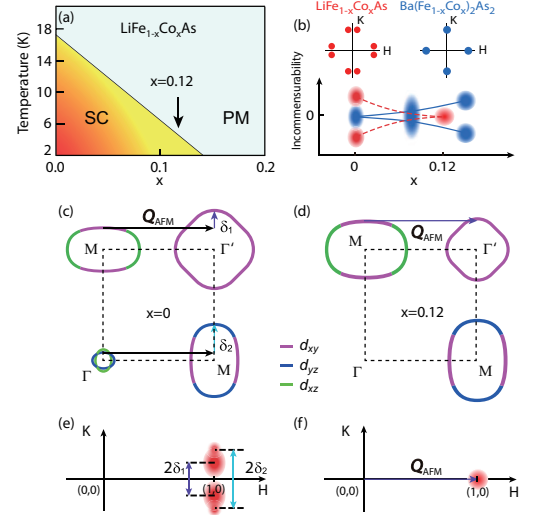 (a)
LiFe1-xCoxAs
Temperature (K)
18
16
14
12
10
8
6
4
2
x=0.12
SC
PM
0.0
0.1
0.2
x
LiFe1-xCoxAs
Ba(Fe1-xCox)2As2
(b)
K
H
K
H
Incommensurability
0
0
0.12
x
(c)
QAFM
δ1
M
Γ′
x=0
δ2
Γ
M
(d)
QAFM
M
Γ′
x=0.12
Γ
M
dxy
dyz
dxz
(e)
K
2δ1
2δ2
(0,0)
(1,0)
H
(f)
K
QAFM
(0,0)
(1,0)
H